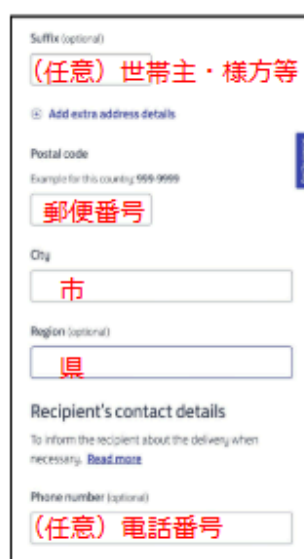 Suffix (optional)
（任意）世帯主・様方等
Add extra address details
Postal code
Example for this country: 999-9999
郵便番号
City
市
Region (optional)
県
Recipient's contact details
To inform the recipient about the delivery when
necessary. Read more
Phone number (optional)
（任意）電話番号